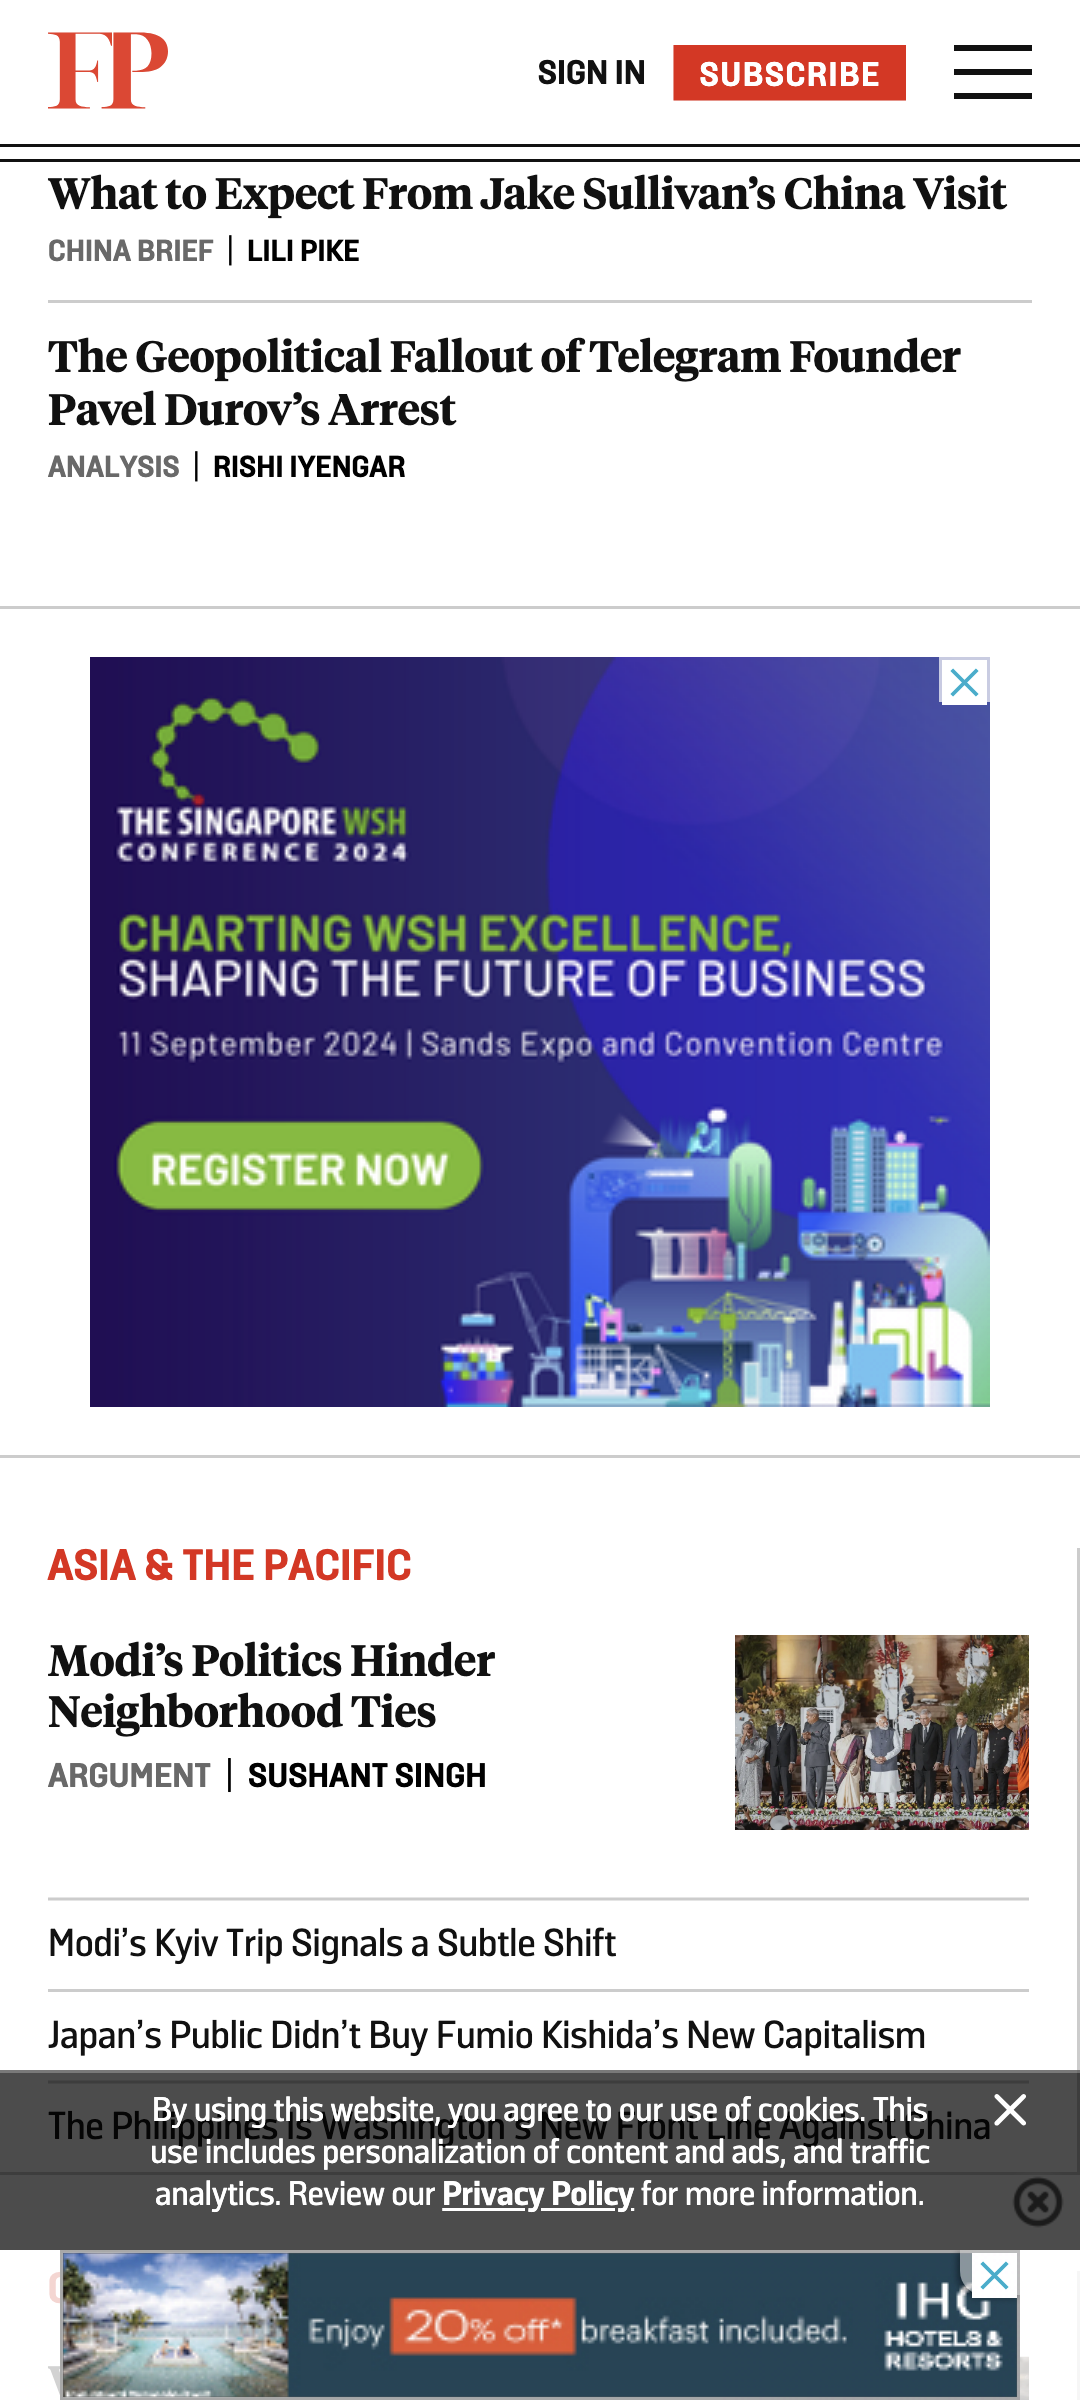 FP
SIGN IN
SUBSCRIBE
What to Expect From Jake Sullivan’s China Visit
CHINA BRIEF | LILI PIKE
The Geopolitical Fallout of Telegram Founder
Pavel Durov’s Arrest
ANALYSIS | RISHI IYENGAR
THE SINGAPORE WSH
CONFERENCE 2024
CHARTING WSH EXCELLENCE,
SHAPING THE FUTURE OF BUSINESS
11 September 2024 | Sands Expo and Convention Centre
REGISTER NOW
ASIA & THE PACIFIC
Modi’s Politics Hinder
Neighborhood Ties
ARGUMENT | SUSHANT SINGH
Modi’s Kyiv Trip Signals a Subtle Shift
Japan’s Public Didn’t Buy Fumio Kishida’s New Capitalism
The Philippines Is Washington’s New Front Line Against China
By using this website, you agree to our use of cookies. This
use includes personalization of content and ads, and traffic
analytics. Review our Privacy Policy for more information.
Enjoy 20% off* breakfast included.
IHG
HOTELS &
RESORTS